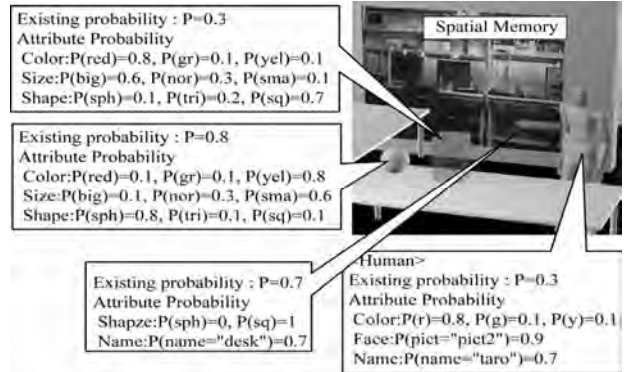 Existing probability : P=0.3
Attribute Probability
Color:P(red)=0.8, P(gr)=0.1, P(yel)=0.1
Size:P(big)=0.6, P(nor)=0.3, P(sma)=0.1
Shape:P(sph)=0.1, P(tri)=0.2, P(sq)=0.7
Spatial Memory
Existing probability : P=0.8
Attribute Probability
Color:P(red)=0.1, P(gr)=0.1, P(yel)=0.8
Size:P(big)=0.1, P(nor)=0.3, P(sma)=0.6
Shape:P(sph)=0.8, P(tri)=0.1, P(sq)=0.1
Existing probability : P=0.7
Attribute Probability
Shapze:P(sph)=0, P(sq)=1
Name:P(name="desk")=0.7
<Human>
Existing probability : P=0.3
Attribute Probability
Color:P(r)=0.8, P(g)=0.1, P(y)=0.1
Face:P(pict="pict2")=0.9
Name:P(name="taro")=0.7